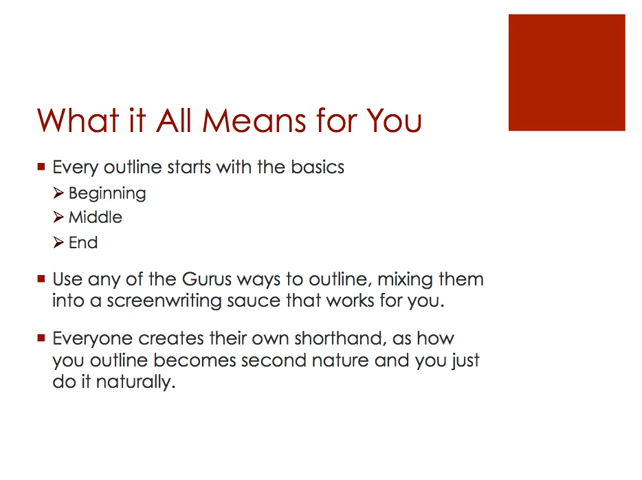 What it All Means for You
Every outline starts with the basics
Beginning
Middle
End
Use any of the Gurus ways to outline, mixing them
into a screenwriting sauce that works for you.
Everyone creates their own shorthand, as how
you outline becomes second nature and you just
do it naturally.